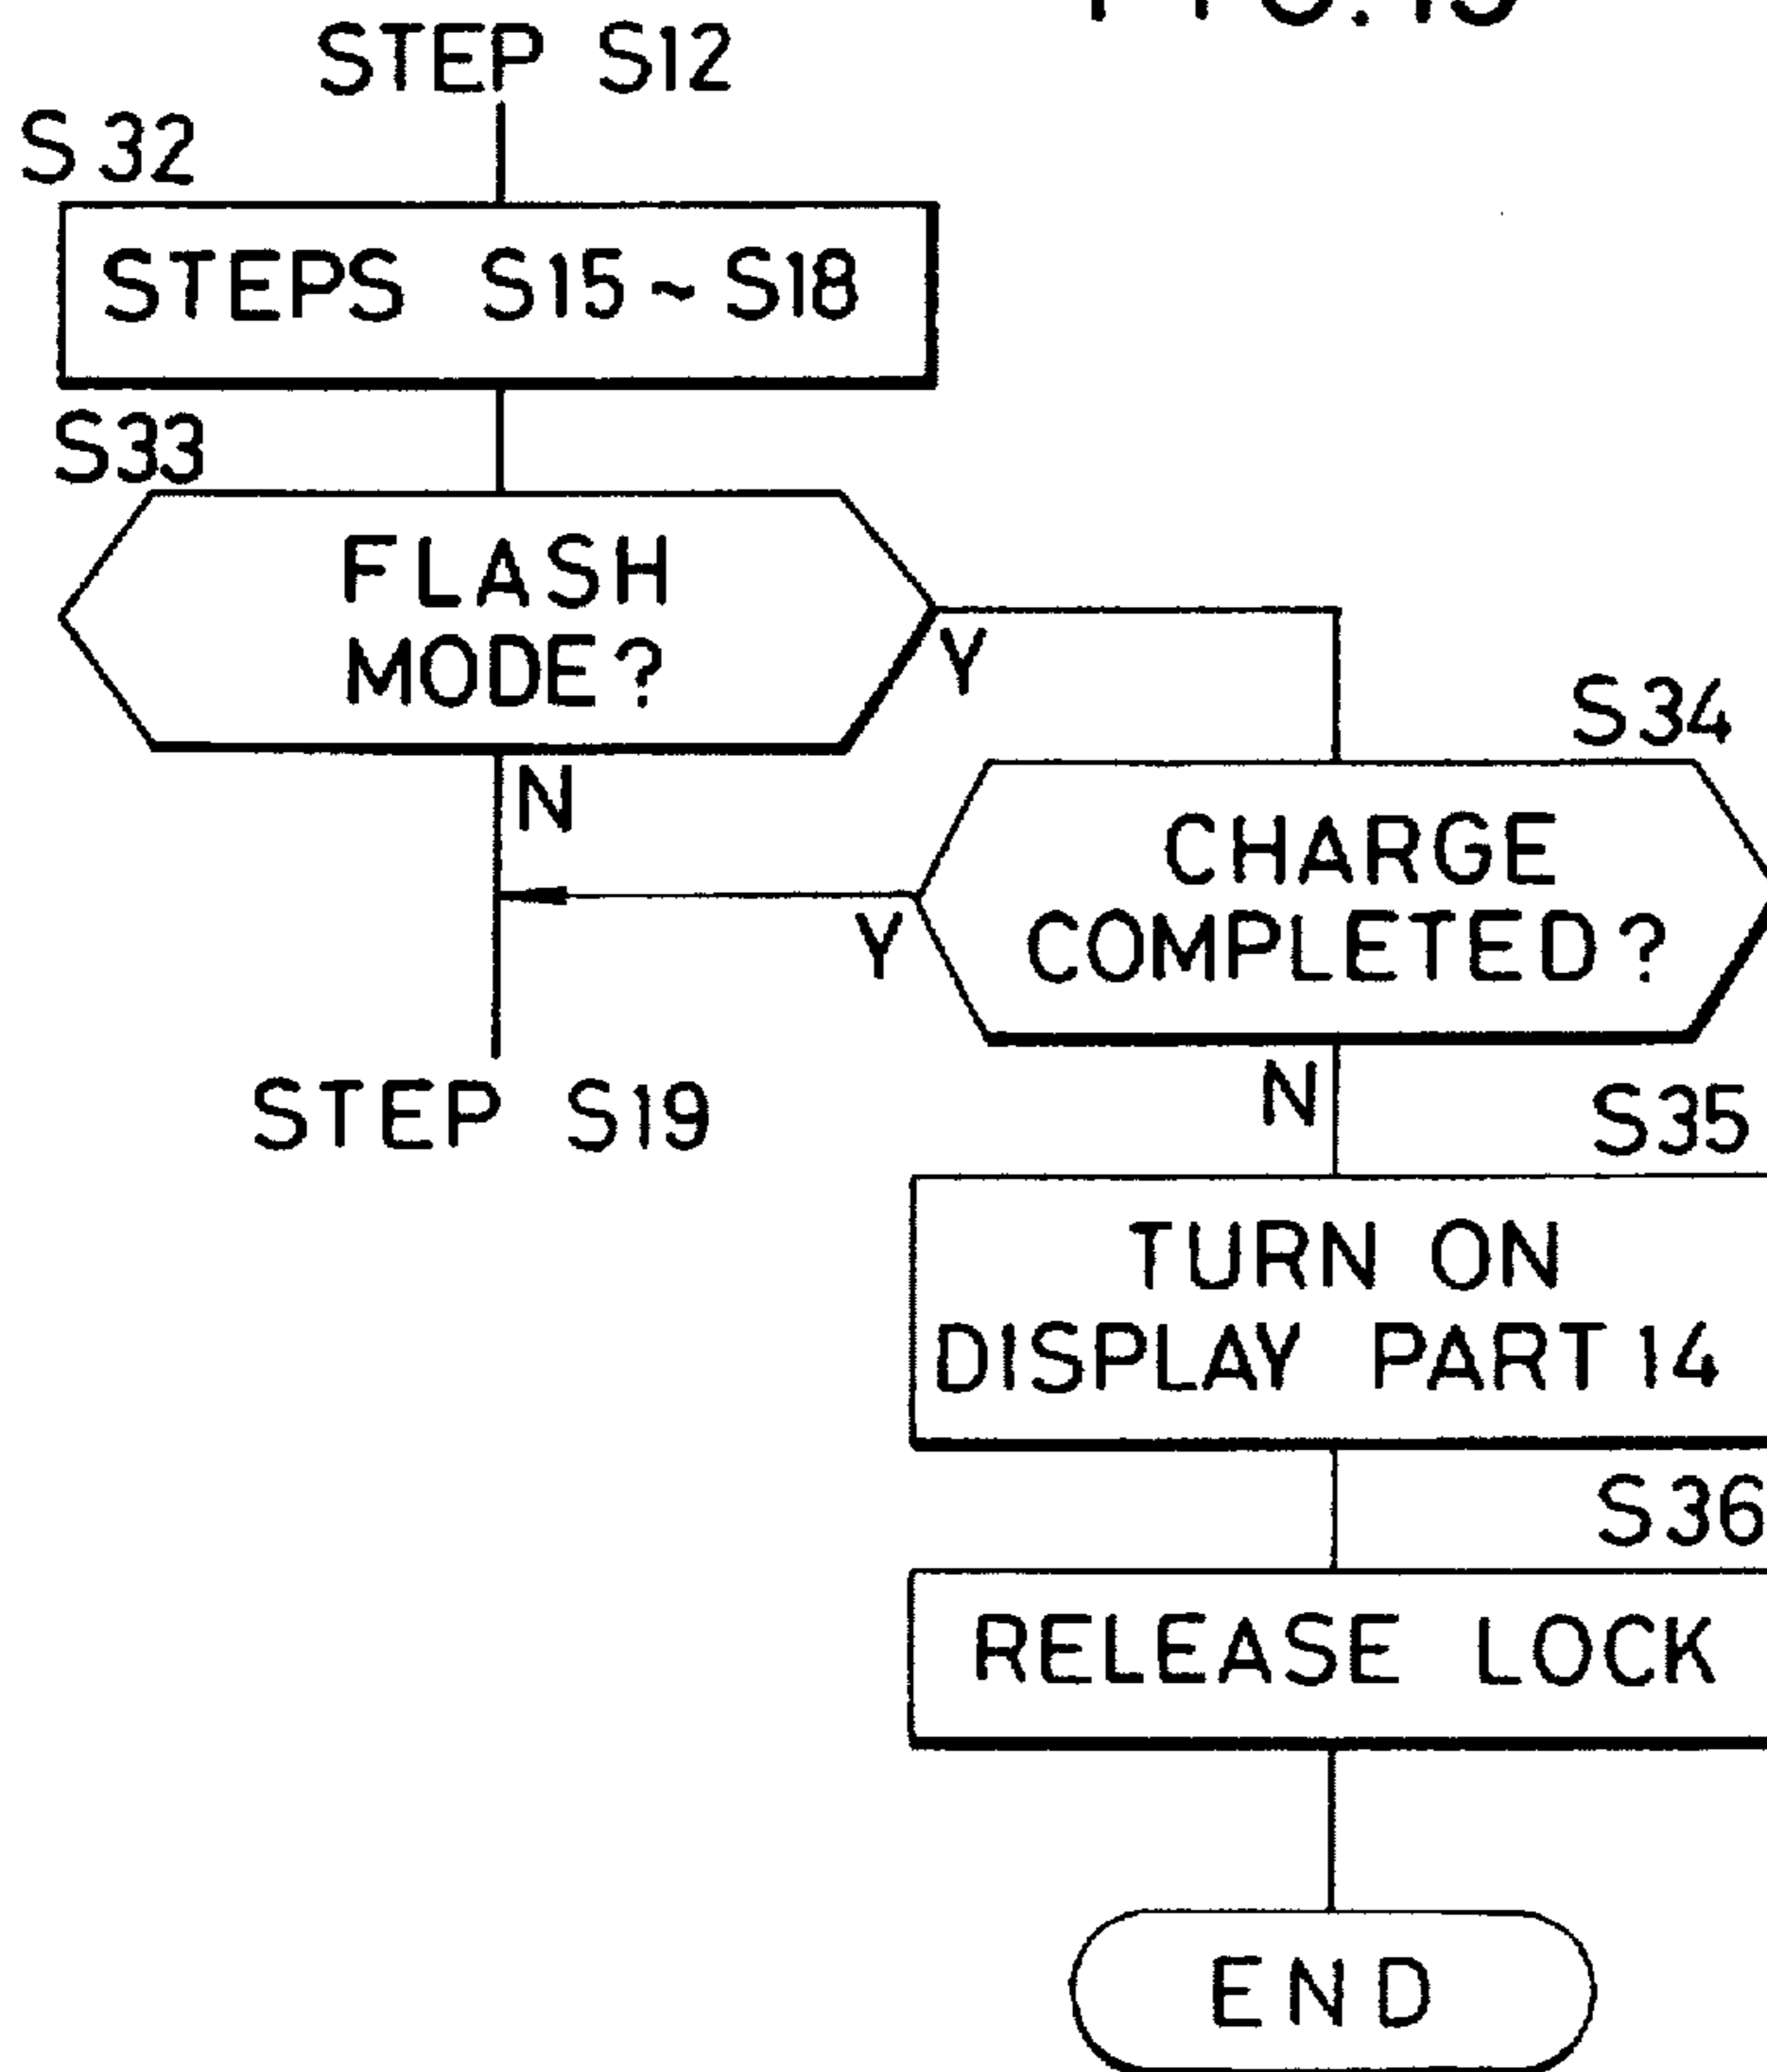 STEP S12
S32
STEPS S15~S18
S33
FLASH
MODE?
Y
N
S34
CHARGE
COMPLETED?
Y
N
STEP S19
S35
TURN ON
DISPLAY PART 14
S36
RELEASE LOCK
END